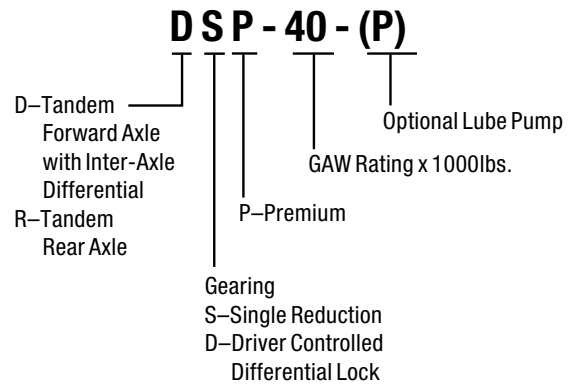 DSP - 40 - (P)
D–Tandem
Forward Axle
with Inter-Axle
Differential
R–Tandem
Rear Axle
Optional Lube Pump
GAW Rating x 1000lbs.
P–Premium
Gearing
S–Single Reduction
D–Driver Controlled
Differential Lock